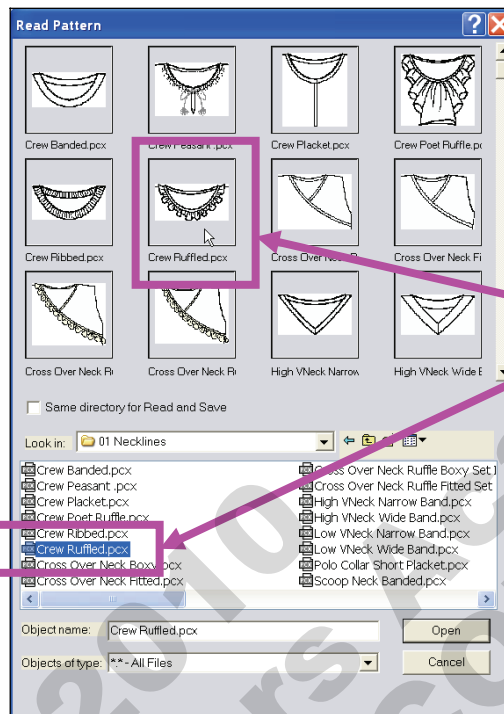 Read Pattern
Crew Banded.pcx
Crew Peasant .pcx
Crew Placket.pcx
Crew Poet Ruffle.pc
Crew Ribbed.pcx
Crew Ruffled.pcx
Cross Over Neck
Cross Over Neck Fi
Cross Over Neck Ru
Cross Over Neck Ru
High VNeck Narrow
High VNeck Wide B
Same directory for Read and Save
Look in: 01 Necklines
Crew Banded.pcx
Crew Peasant .pcx
Crew Placket.pcx
Crew Poet Ruffle.pcx
Crew Ribbed.pcx
Crew Ruffled.pcx
Cross Over Neck Boxy.pcx
Cross Over Neck Fitted.pcx
Cross Over Neck Ruffle Boxy Set
Cross Over Neck Ruffle Fitted Set
High VNeck Narrow Band.pcx
High VNeck Wide Band.pcx
Low VNeck Narrow Band.pcx
Low VNeck Wide Band.pcx
Polo Collar Short Placket.pcx
Scoop Neck Banded.pcx
Object name: Crew Ruffled.pcx
Open
Objects of type: *.* - All Files
Cancel
2010